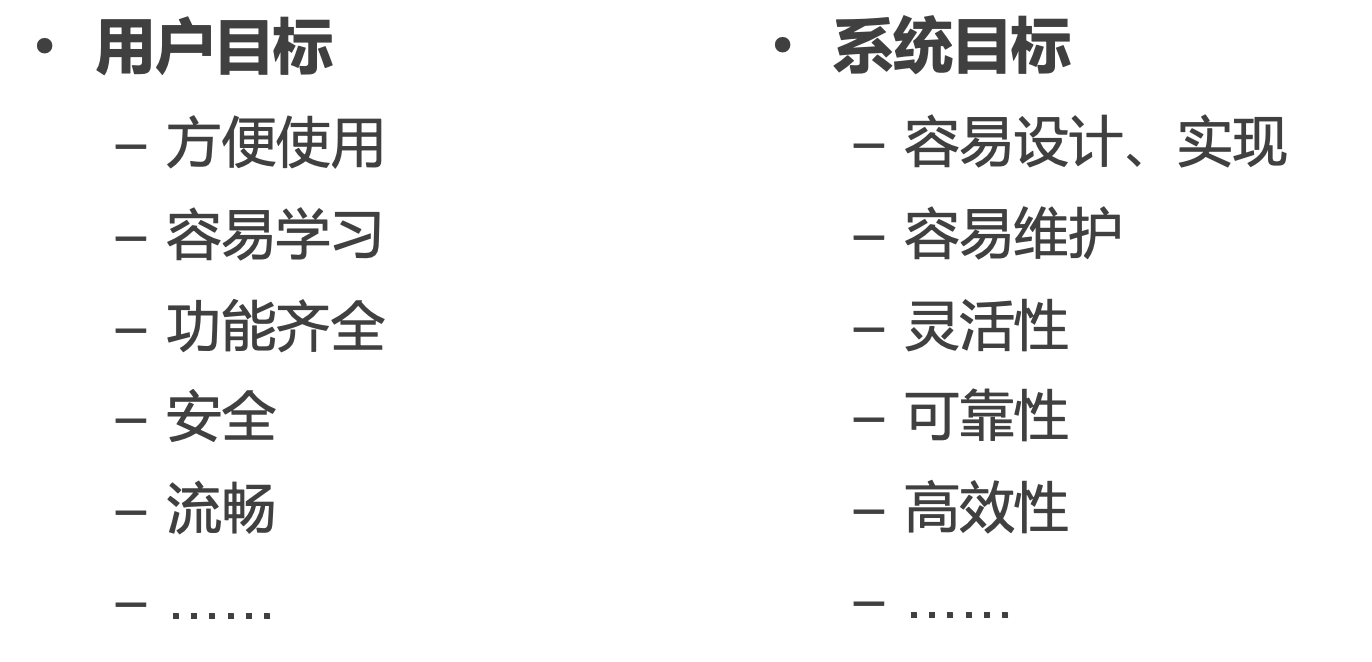 • 用户目标
– 方便使用
– 容易学习
– 功能齐全
– 安全
– 流畅
– ……
• 系统目标
– 容易设计、实现
– 容易维护
– 灵活性
– 可靠性
– 高效性
– ……